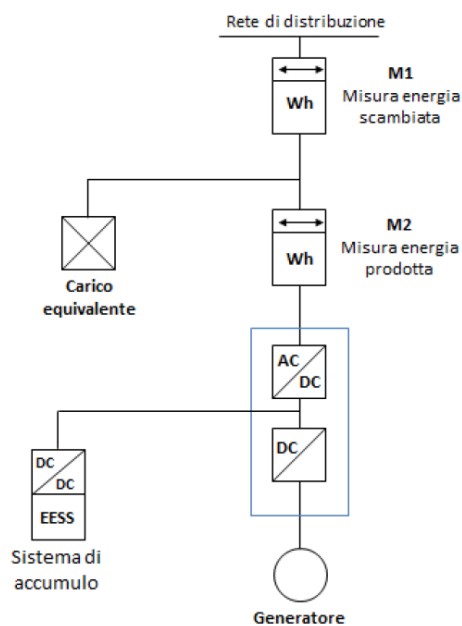 Rete di distribuzione
Wh
M1
Misura energia
scambiata
Wh
M2
Misura energia
prodotta
Carico
equivalente
AC
DC
DC
DC
DC
EESS
Sistema di
accumulo
Generatore